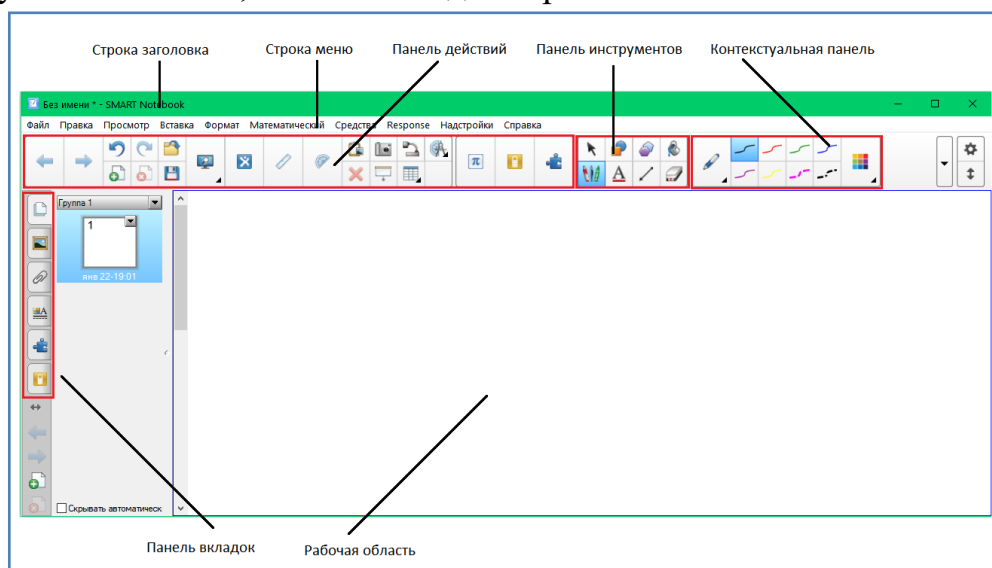 Строка заголовка Строка меню Панель действий Панель инструментов Контекстуальная панель
Без имени * - SMART Notebook
Файл Правка Просмотр Вставка Формат Математический Средства Response Надстройки Справка
π
A
Группа 1
1
янв 22-19:01
A
Скрывать автоматическ
Панель вкладок Рабочая область